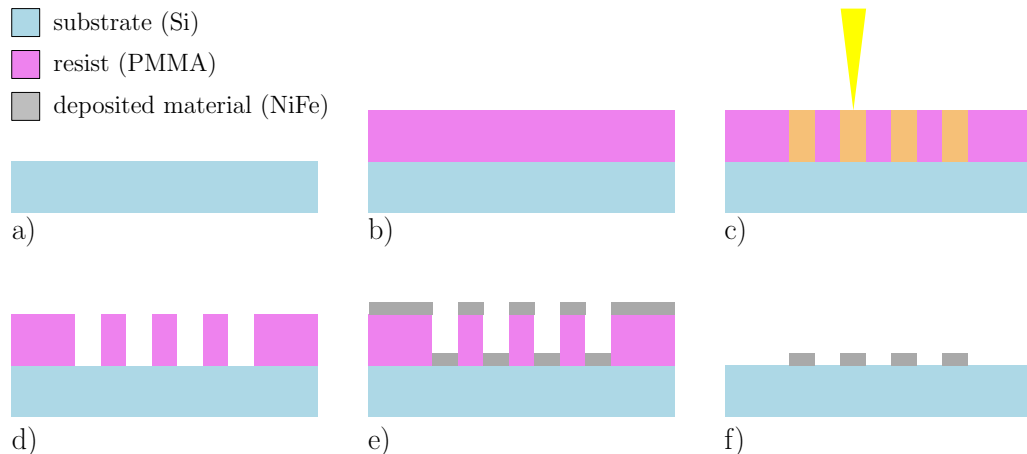 substrate (Si)
resist (PMMA)
deposited material (NiFe)
a)
b)
c)
d)
e)
f)